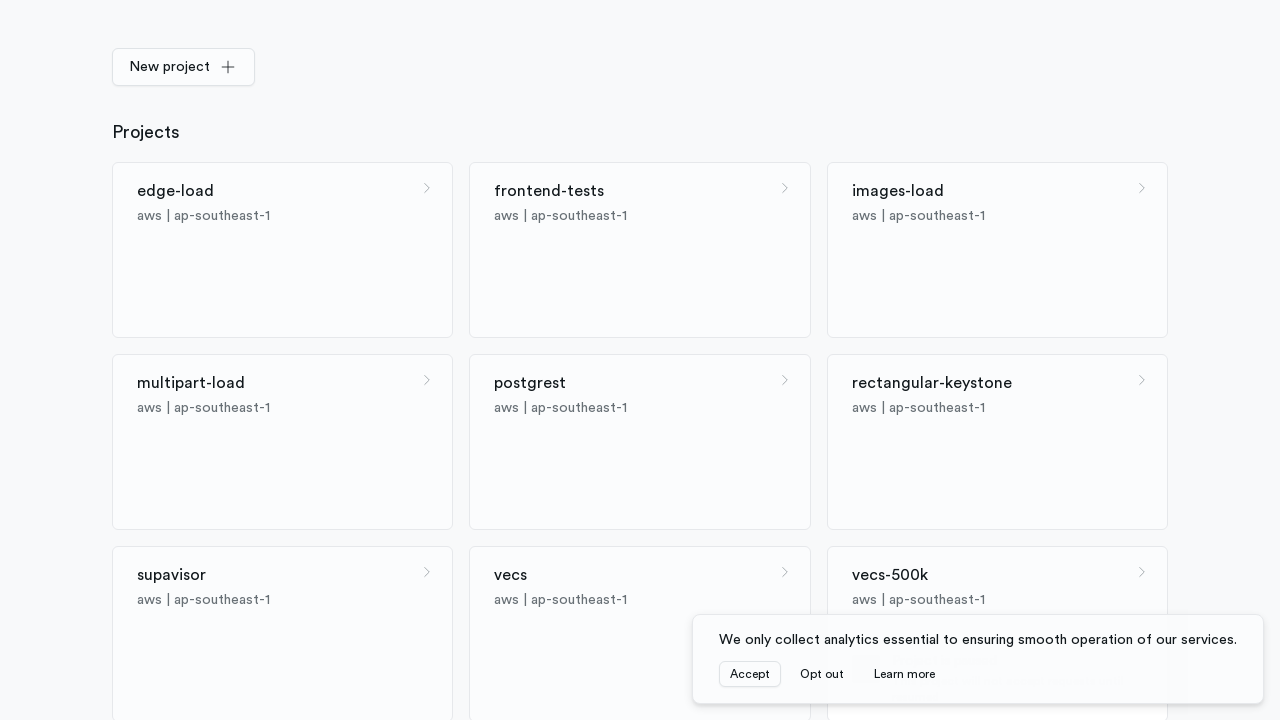 New project
Projects
edge-load
aws | ap-southeast-1
frontend-tests
aws | ap-southeast-1
images-load
aws | ap-southeast-1
multipart-load
aws | ap-southeast-1
postgrest
aws | ap-southeast-1
rectangular-keystone
aws | ap-southeast-1
supavisor
aws | ap-southeast-1
vecs
aws | ap-southeast-1
vecs-500k
aws | ap-southeast-1
We only collect analytics essential to ensuring smooth operation of our services.
Accept Opt out Learn more